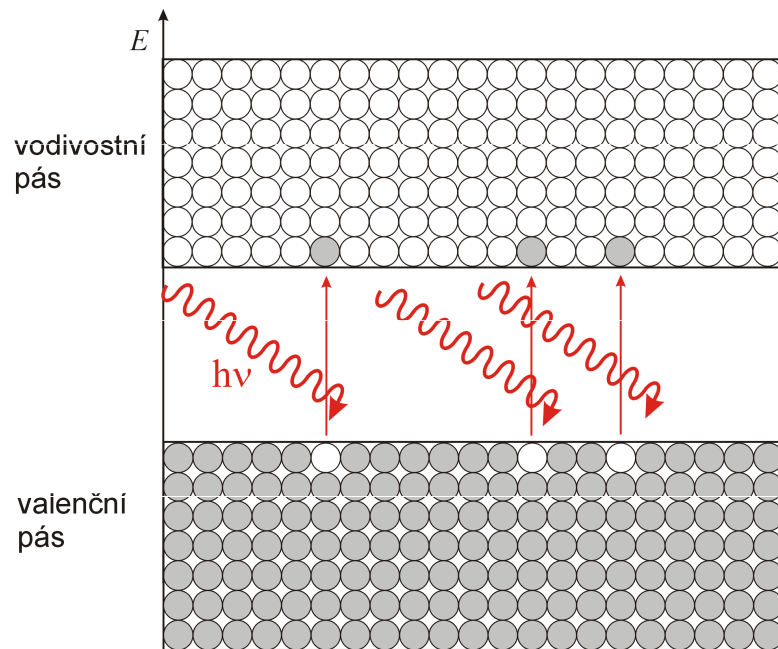 E
vodivostní
pás
hν
valenční
pás